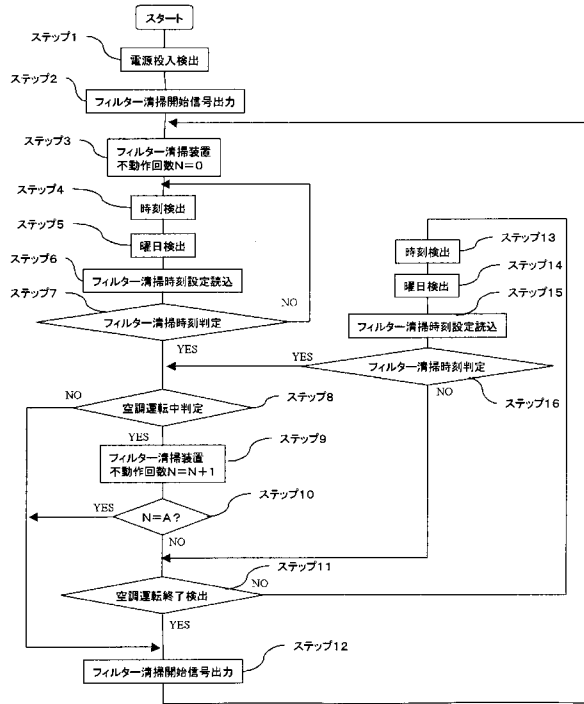 スタート
ステップ1
電源投入検出
ステップ2
フィルター清掃開始信号出力
ステップ3
フィルター清掃装置
不動作回数N=0
ステップ4
時刻検出
ステップ5
曜日検出
ステップ6
フィルター清掃時刻設定読込
ステップ7
フィルター清掃時刻判定
NO
YES
ステップ13
時刻検出
ステップ14
曜日検出
ステップ15
フィルター清掃時刻設定読込
YES
フィルター清掃時刻判定
NO
ステップ16
NO
空調運転中判定
ステップ8
YES
ステップ9
フィルター清掃装置
不動作回数N=N+1
ステップ10
YES
N=A?
NO
ステップ11
空調運転終了検出
NO
YES
ステップ12
フィルター清掃開始信号出力